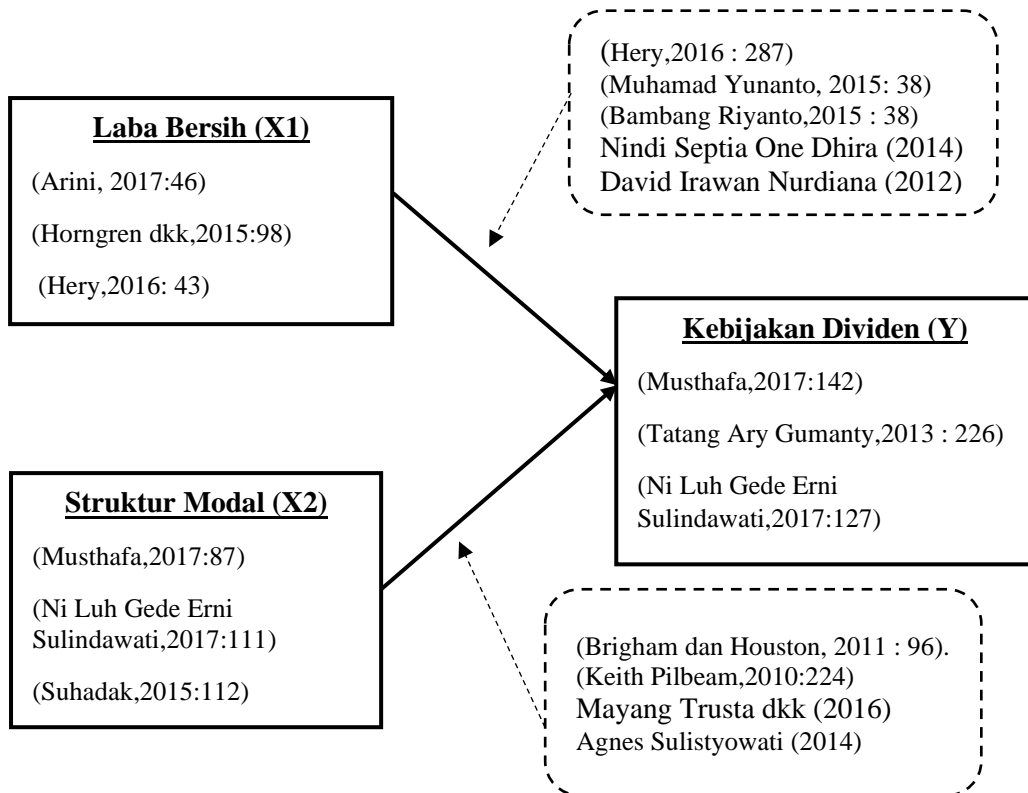 (Hery,2016 : 287)
(Muhamad Yunanto, 2015: 38)
(Bambang Riyanto,2015 : 38)
Nindi Septia One Dhira (2014)
David Irawan Nurdiana (2012)
Laba Bersih (X1)
(Arini, 2017:46)
(Horngren dkk,2015:98)
(Hery,2016: 43)
Kebijakan Dividen (Y)
(Musthafa,2017:142)
(Tatang Ary Gumanty,2013 : 226)
(Ni Luh Gede Erni
Sulindawati,2017:127)
Struktur Modal (X2)
(Musthafa,2017:87)
(Ni Luh Gede Erni
Sulindawati,2017:111)
(Suhadak,2015:112)
(Brigham dan Houston, 2011 : 96).
(Keith Pilbeam,2010:224)
Mayang Trusta dkk (2016)
Agnes Sulistyowati (2014)